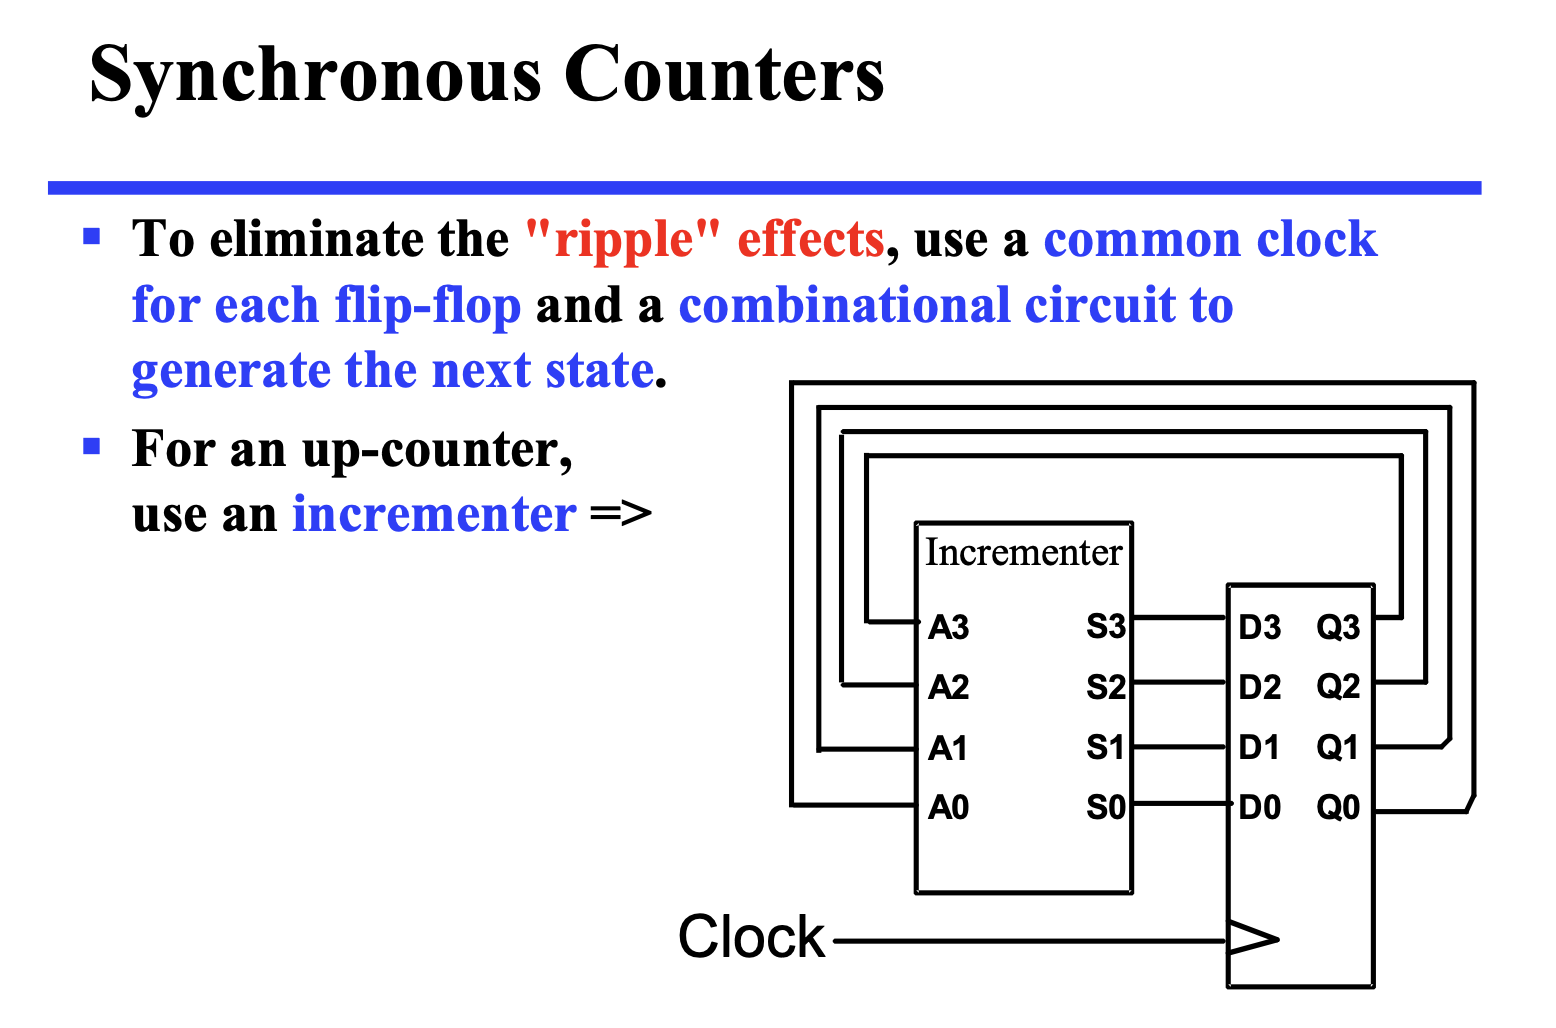 Synchronous Counters
▪ To eliminate the "ripple" effects, use a common clock
for each flip-flop and a combinational circuit to
generate the next state.
▪ For an up-counter,
use an incrementer =>
Incrementer
A3 S3 D3 Q3
A2 S2 D2 Q2
A1 S1 D1 Q1
A0 S0 D0 Q0
Clock